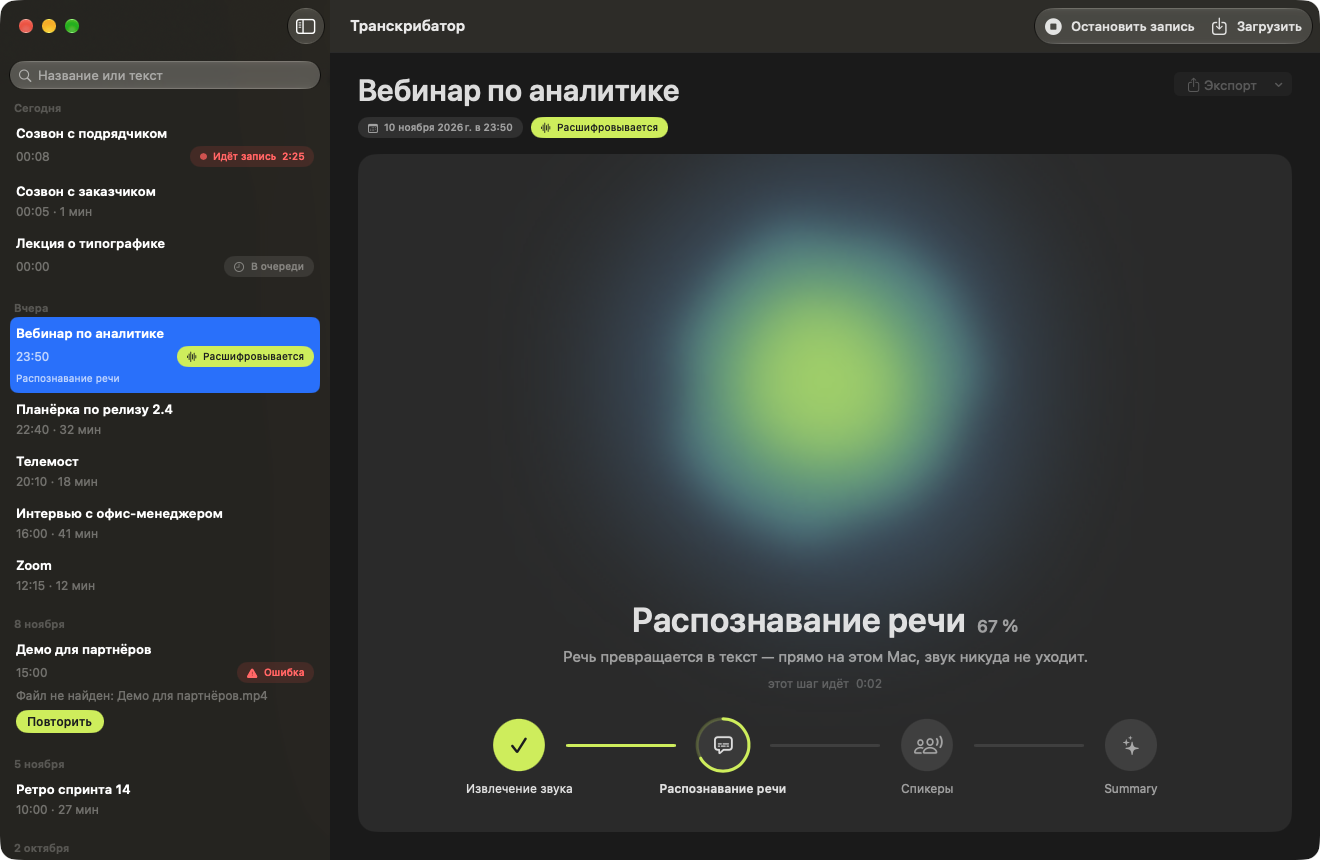 Транскрибатор
Остановить запись
Загрузить
Название или текст
Сегодня
Созвон с подрядчиком
00:08
Идёт запись 2:25
Созвон с заказчиком
00:05 · 1 мин
Лекция о типографике
00:00
В очереди
Вчера
Вебинар по аналитике
23:50
Расшифровывается
Распознавание речи
Планёрка по релизу 2.4
22:40 · 32 мин
Телемост
20:10 · 18 мин
Интервью с офис-менеджером
16:00 · 41 мин
Zoom
12:15 · 12 мин
8 ноября
Демо для партнёров
15:00
Ошибка
Файл не найден: Демо для партнёров.mp4
Повторить
5 ноября
Ретро спринта 14
10:00 · 27 мин
2 октября
Вебинар по аналитике
Экспорт
10 ноября 2026 г. в 23:50
Расшифровывается
Распознавание речи 67 %
Речь превращается в текст — прямо на этом Mac, звук никуда не уходит.
этот шаг идёт 0:02
Извлечение звука
Распознавание речи
Спикеры
Summary